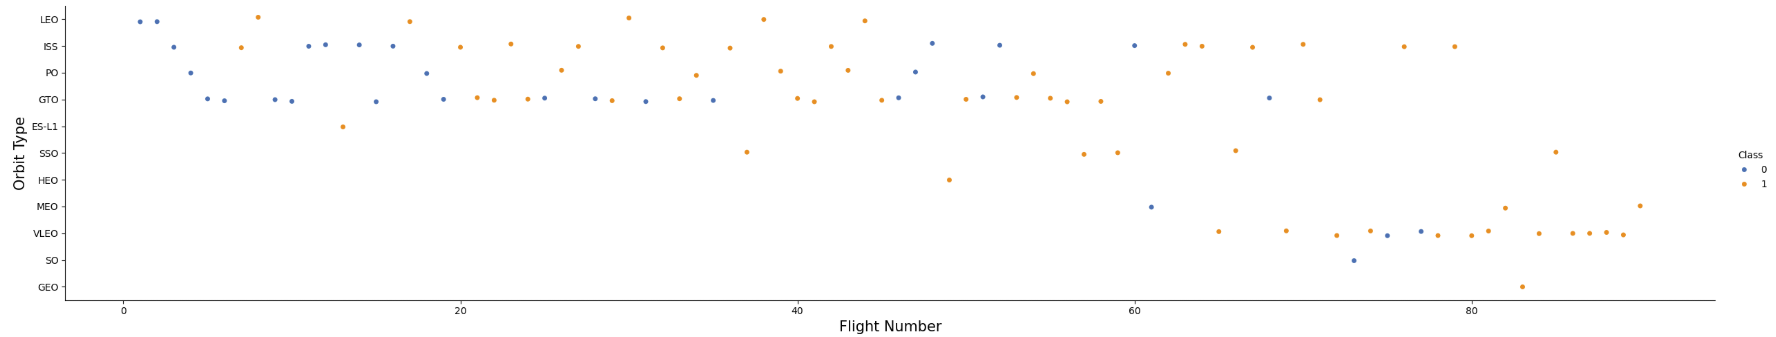 Orbit Type
LEO
ISS
PO
GTO
ES-L1
SSO
HEO
MEO
VLEO
SO
GEO
0 20 40 60 80
Flight Number
Class
0
1